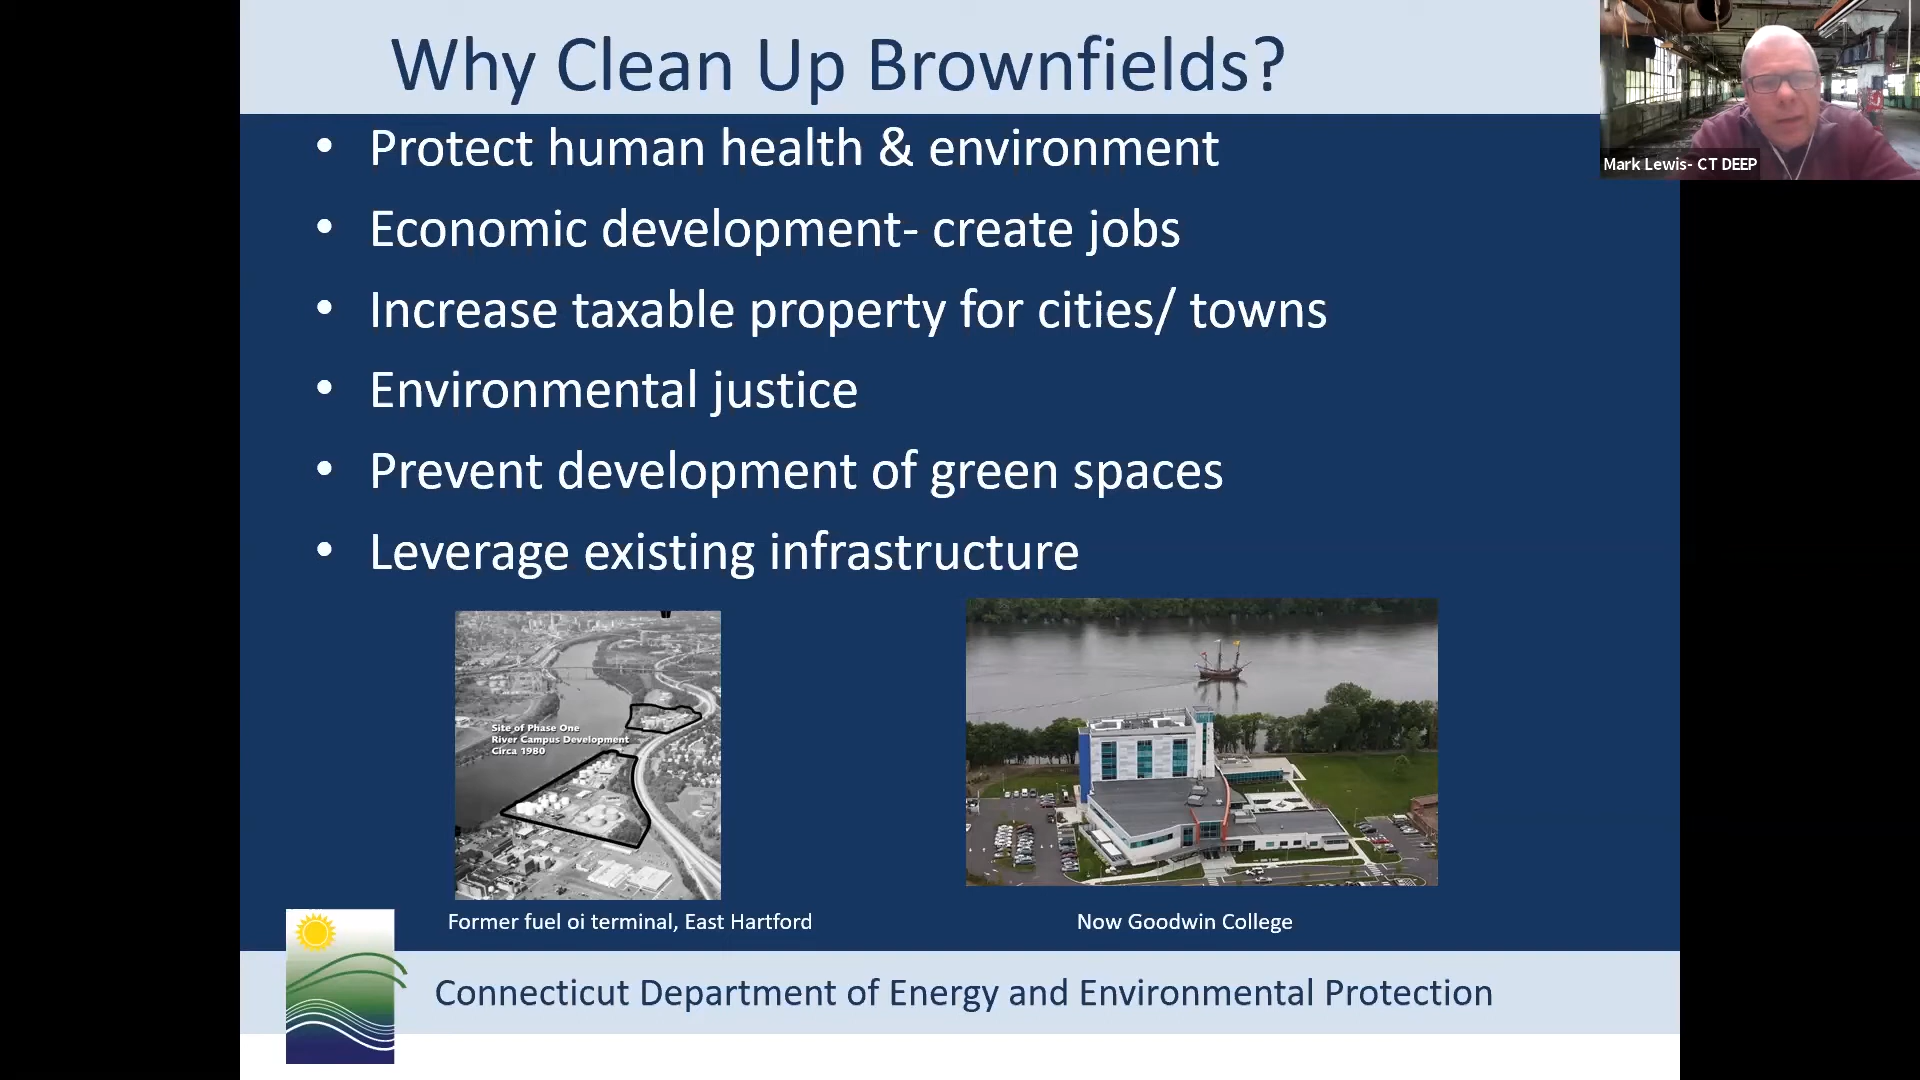 Why Clean Up Brownfields?
Mark Lewis- CT DEEP
• Protect human health & environment
• Economic development- create jobs
• Increase taxable property for cities/ towns
• Environmental justice
• Prevent development of green spaces
• Leverage existing infrastructure
Site of Phase One
River Campus Development
Circa 1980
Former fuel oi terminal, East Hartford
Now Goodwin College
Connecticut Department of Energy and Environmental Protection